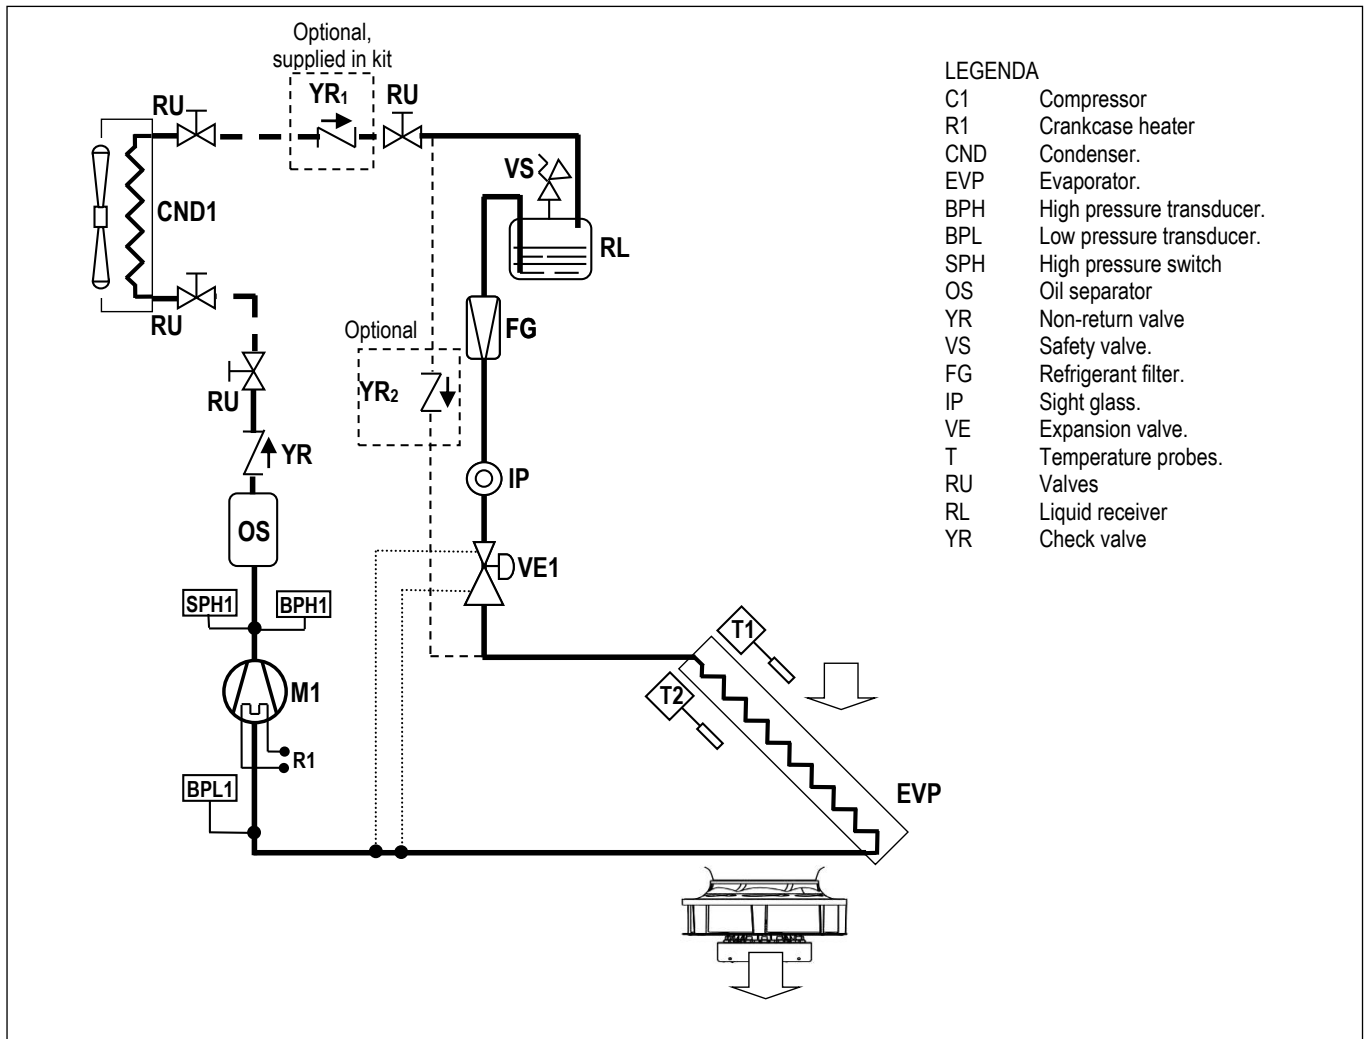 Optional,
supplied in kit
YR1
RU
RU
VS
CND1
RL
RU
Optional
FG
YR2
RU
YR
IP
OS
VE1
SPH1
BPH1
T1
T2
M1
R1
BPL1
EVP
LEGENDA
C1 Compressor
R1 Crankcase heater
CND Condenser.
EVP Evaporator.
BPH High pressure transducer.
BPL Low pressure transducer.
SPH High pressure switch
OS Oil separator
YR Non-return valve
VS Safety valve.
FG Refrigerant filter.
IP Sight glass.
VE Expansion valve.
T Temperature probes.
RU Valves
RL Liquid receiver
YR Check valve